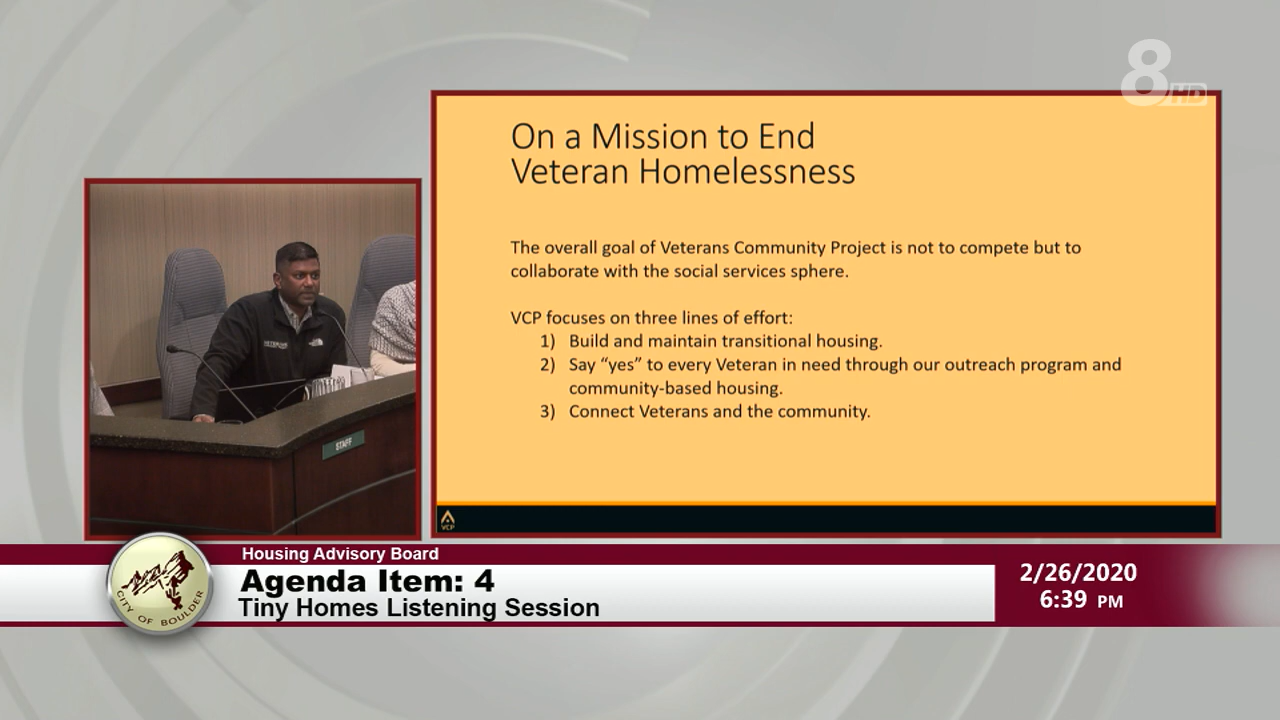 8HD
On a Mission to End
Veteran Homelessness
The overall goal of Veterans Community Project is not to compete but to
collaborate with the social services sphere.
VCP focuses on three lines of effort:
1) Build and maintain transitional housing.
2) Say “yes” to every Veteran in need through our outreach program and
community-based housing.
3) Connect Veterans and the community.
VCP
STAFF
Housing Advisory Board
Agenda Item: 4
Tiny Homes Listening Session
CITY OF BOULDER
2/26/2020
6:39 PM